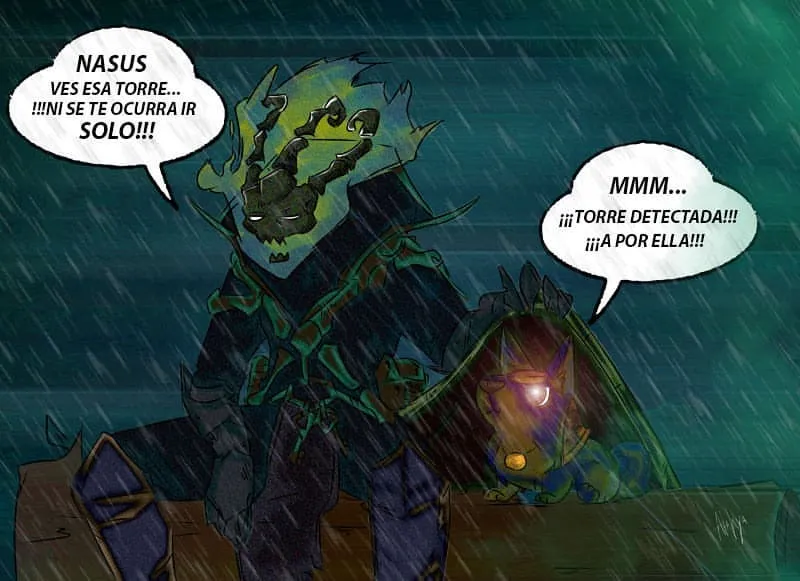 NASUS
VES ESA TORRE...
!!!NI SE TE OCURRA IR
SOLO!!!
MMM...
¡¡¡TORRE DETECTADA!!!
¡¡¡A POR ELLA!!!